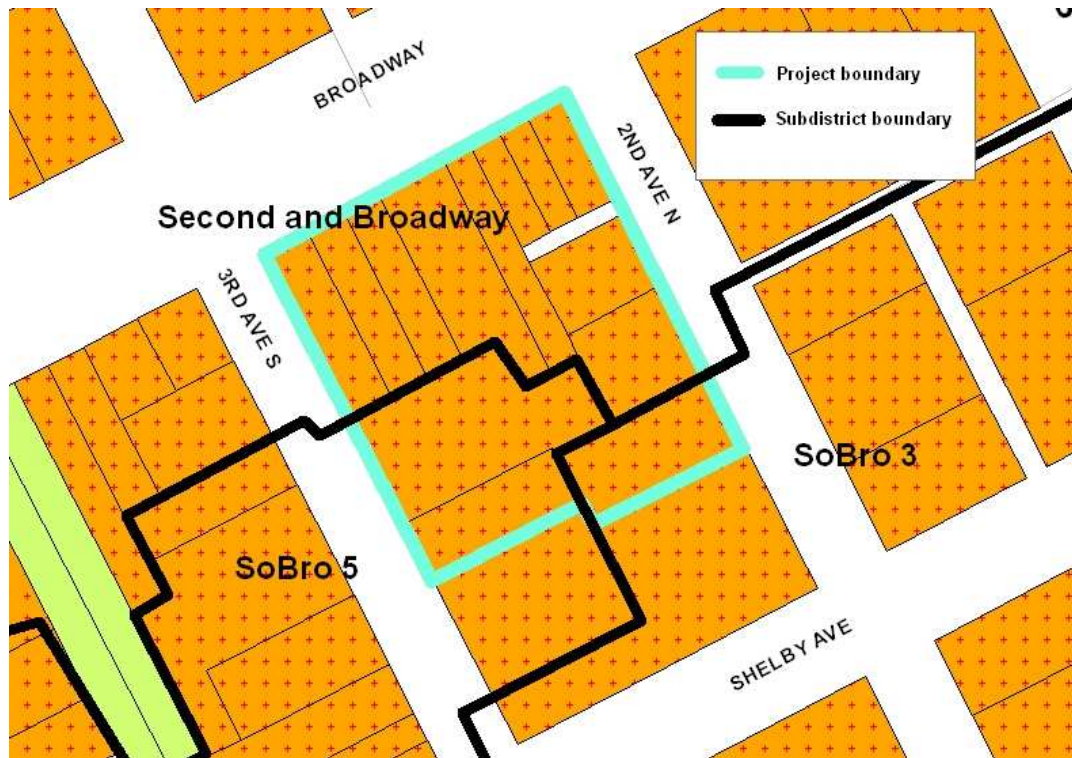 BROADWAY
Project boundary
Subdistrict boundary
2ND AVE N
Second and Broadway
3RD AVE S
SoBro 3
SoBro 5
SHELBY AVE